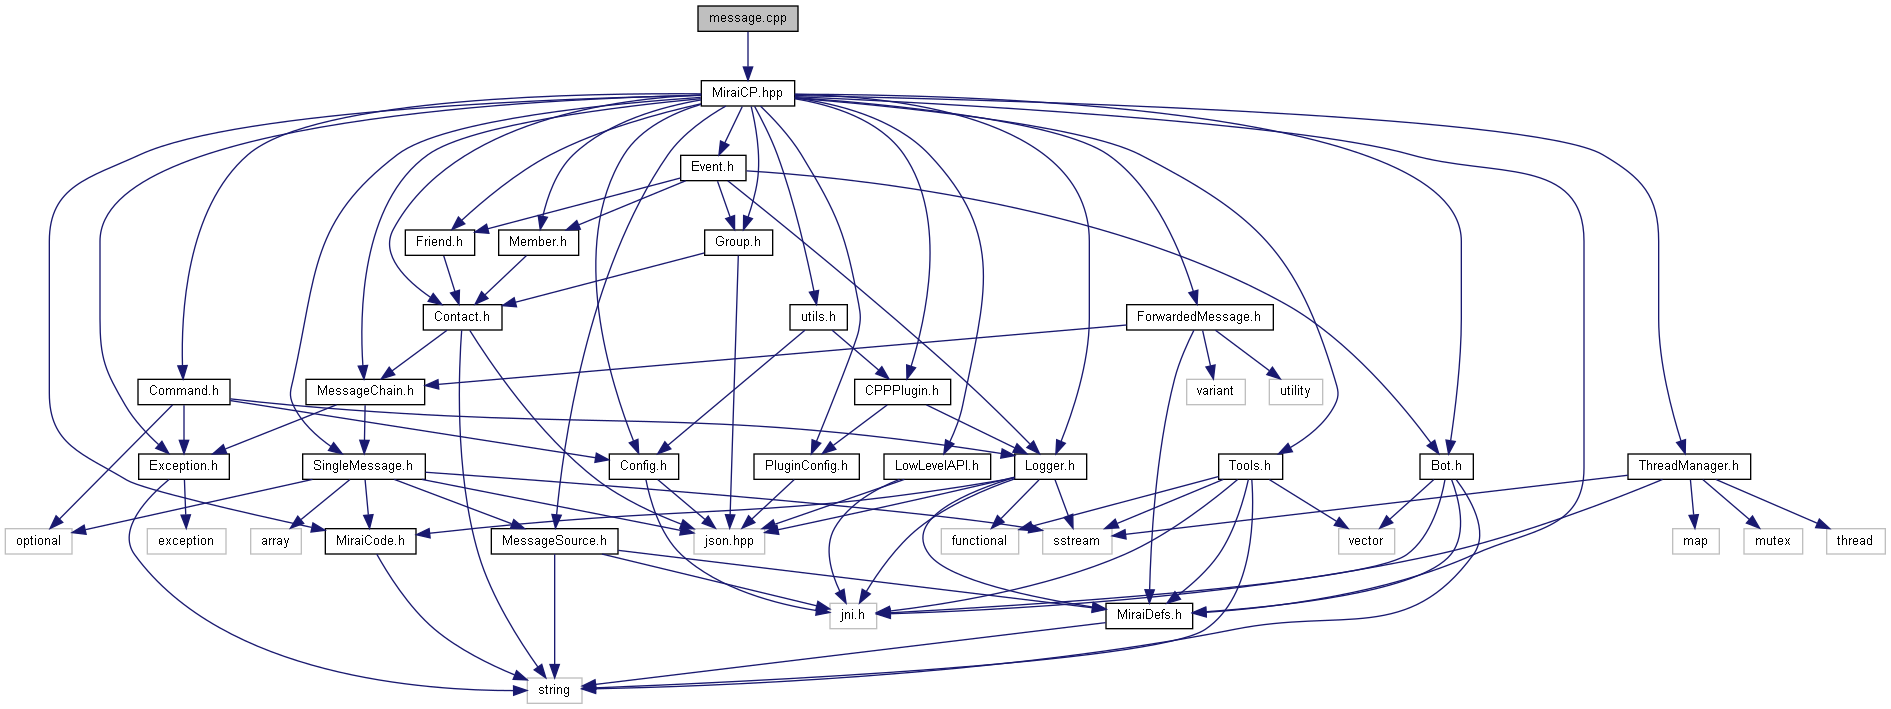 message.cpp
MiraiCP.hpp
Event.h
Friend.h
Member.h
Group.h
Contact.h
utils.h
ForwardedMessage.h
Command.h
MessageChain.h
CPPPlugin.h
variant
utility
Exception.h
SingleMessage.h
Config.h
PluginConfig.h
LowLevelAPI.h
Logger.h
Tools.h
Bot.h
ThreadManager.h
optional
exception
array
MiraiCode.h
MessageSource.h
json.hpp
functional
sstream
vector
map
mutex
thread
jni.h
MiraiDefs.h
string